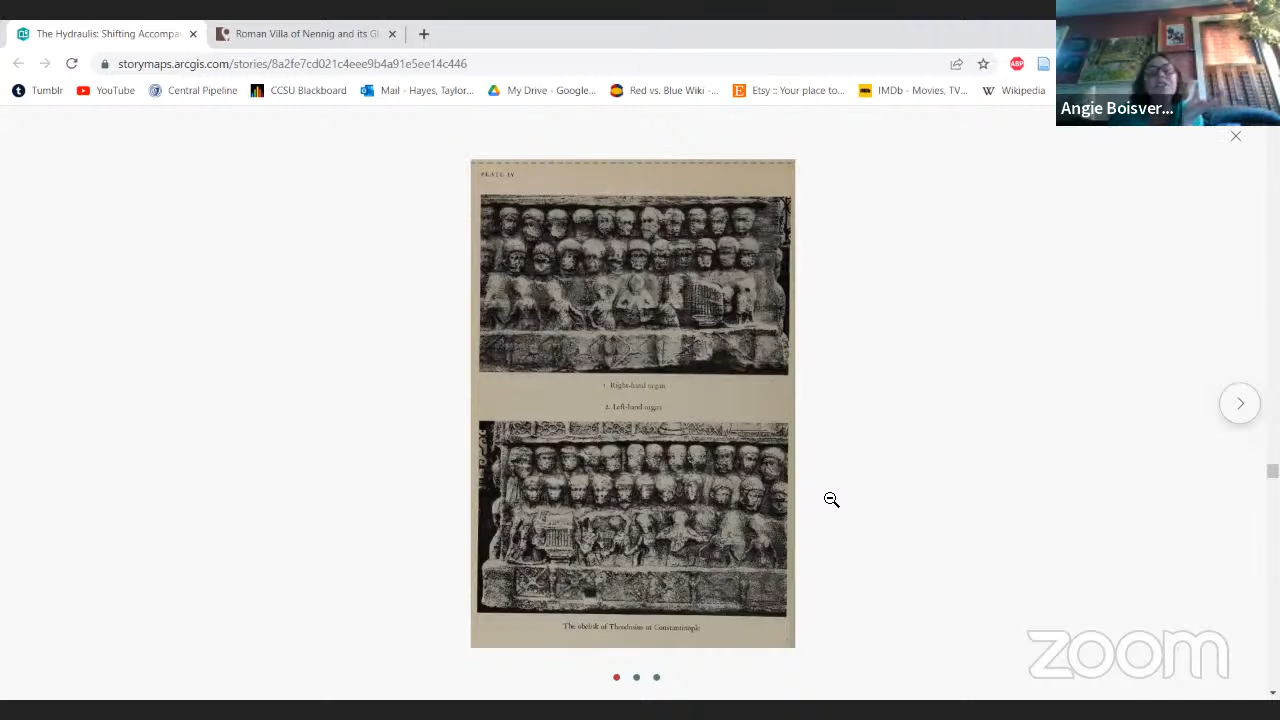 The Hydraulis: Shifting Accompa
Roman Villa of Nennig and its Gl
storymaps.arcgis.com/stories/8a2fe7cd021c4eee9b4a91e5ee14c446
ABP
Tumblr
YouTube
Central Pipeline
CCSU Blackboard
Mail - Hayes, Taylor...
My Drive - Google...
Red vs. Blue Wiki -...
Etsy :: Your place to...
IMDb - Movies, TV...
Wikipedia
Angie Boisver...
PLATE IV
1. Right-hand organ
2. Left-hand organ
The obelisk of Theodosius at Constantinople
zoom